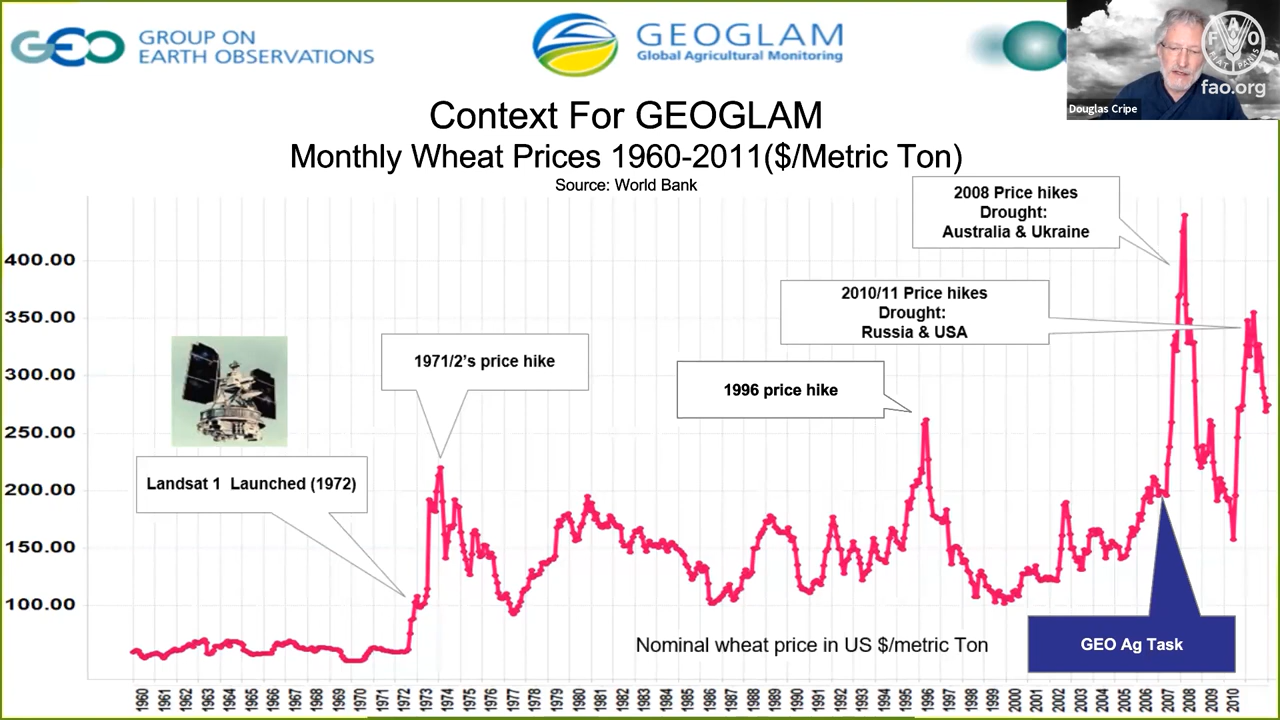 GEO
GROUP ON
EARTH OBSERVATIONS
GEOGLAM
Global Agricultural Monitoring
FAO
FIAT PANIS
fao.org
Douglas Cripe
Context For GEOGLAM
Monthly Wheat Prices 1960-2011($/Metric Ton)
Source: World Bank
2008 Price hikes
Drought:
Australia & Ukraine
2010/11 Price hikes
Drought:
Russia & USA
1971/2's price hike
1996 price hike
Landsat 1 Launched (1972)
400.00
350.00
300.00
250.00
200.00
150.00
100.00
Nominal wheat price in US $/metric Ton
GEO Ag Task
1960
1961
1962
1963
1964
1965
1966
1967
1968
1969
1970
1971
1972
1973
1974
1975
1976
1977
1978
1979
1980
1981
1982
1983
1984
1985
1986
1987
1988
1989
1990
1991
1992
1993
1994
1995
1996
1997
1998
1999
2000
2001
2002
2003
2004
2005
2006
2007
2008
2009
2010